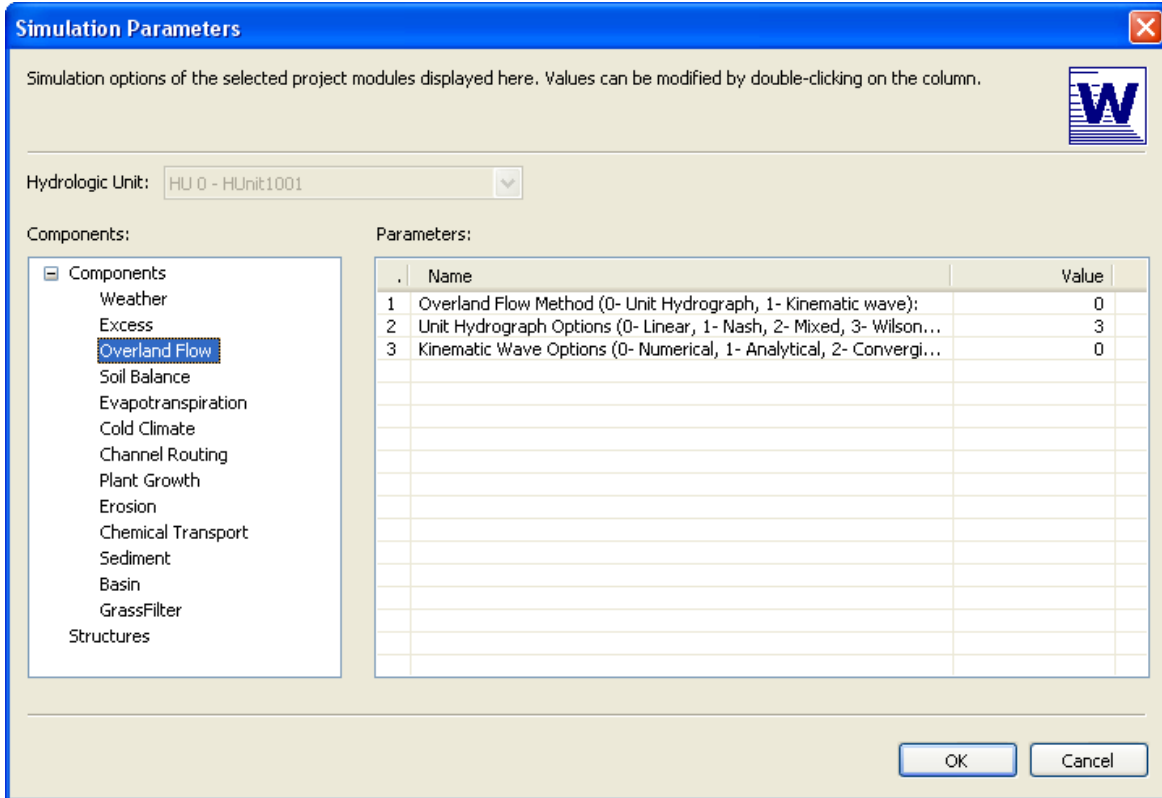 Simulation Parameters
Simulation options of the selected project modules displayed here. Values can be modified by double-clicking on the column.
W
Hydrologic Unit: HU 0 - HUnit1001
Components:
Parameters:
Components
Weather
Excess
Overland Flow
Soil Balance
Evapotranspiration
Cold Climate
Channel Routing
Plant Growth
Erosion
Chemical Transport
Sediment
Basin
GrassFilter
Structures
. Name Value
1 Overland Flow Method (0- Unit Hydrograph, 1- Kinematic wave): 0
2 Unit Hydrograph Options (0- Linear, 1- Nash, 2- Mixed, 3- Wilson... 3
3 Kinematic Wave Options (0- Numerical, 1- Analytical, 2- Convergi... 0
OK Cancel